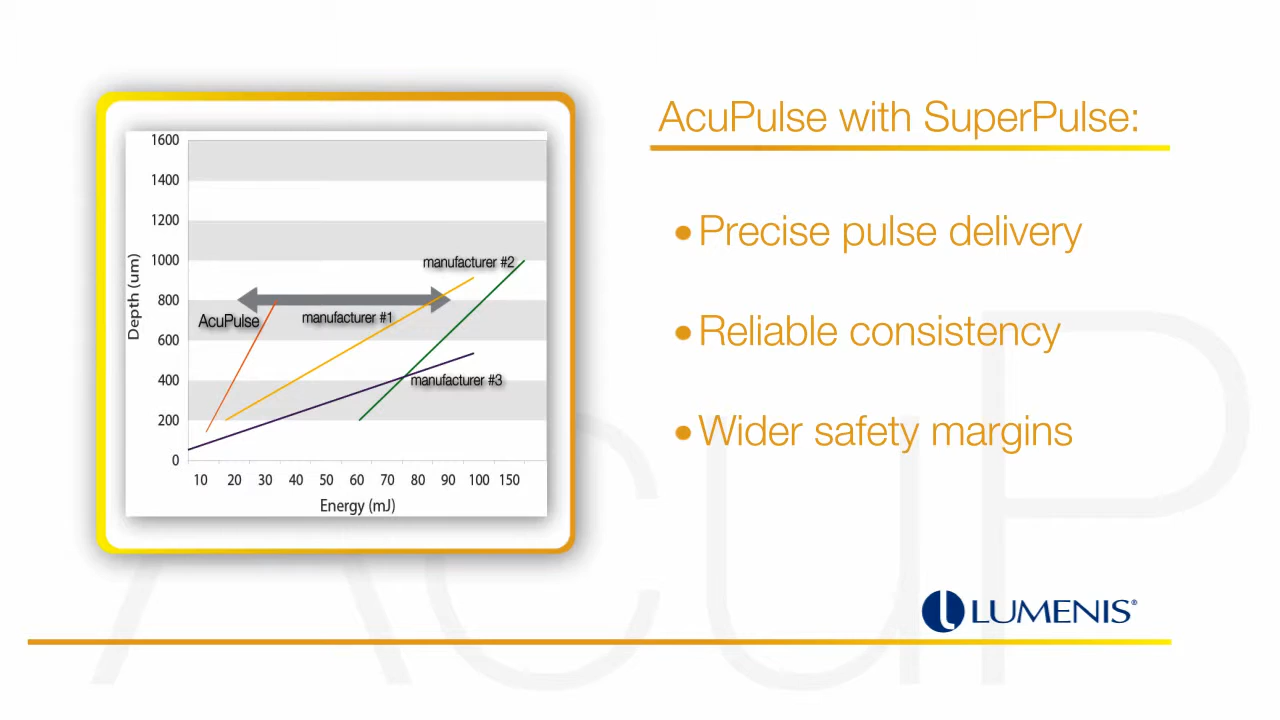 AcuPulse with SuperPulse:
•Precise pulse delivery
•Reliable consistency
•Wider safety margins
1600
1400
1200
1000
800
600
400
200
0
Depth (um)
manufacturer #2
manufacturer #1
AcuPulse
manufacturer #3
10 20 30 40 50 60 70 80 90 100 150
Energy (mJ)
LUMENIS®
AcuP